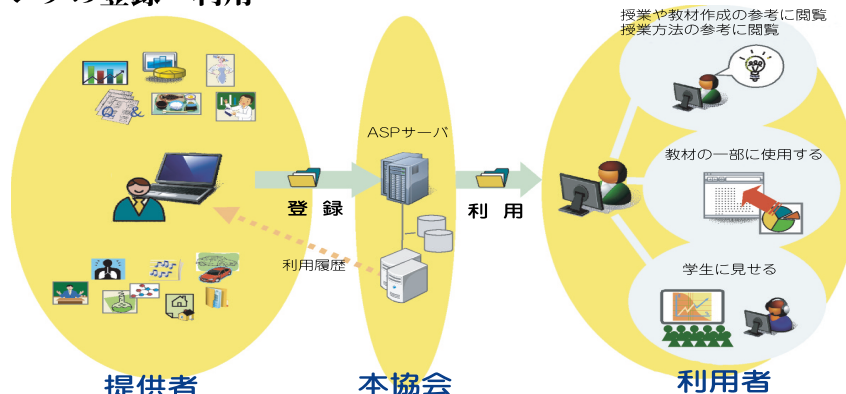 授業や教材作成の参考に閲覧
授業方法の参考に閲覧
ASPサーバ
教材の一部に使用する
登 録
利 用
利用履歴
学生に見せる
Q &
提供者
本協会
利用者